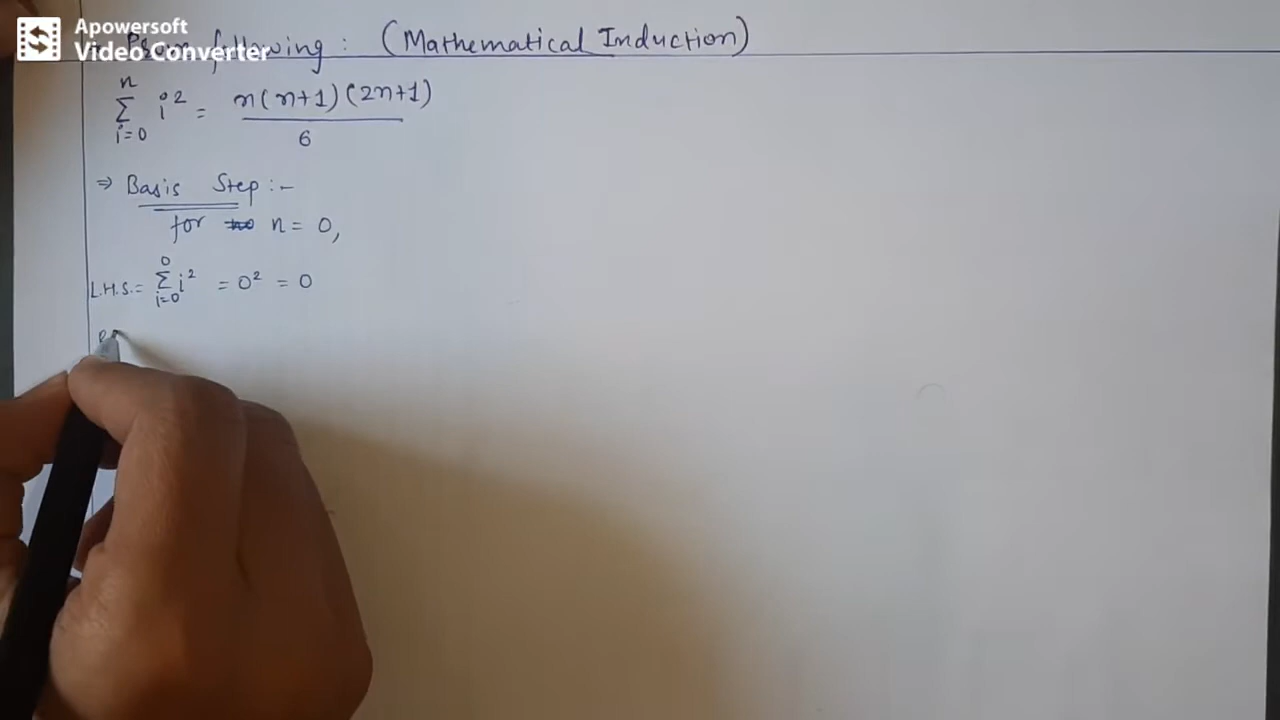 Apowersoft
Video Converter
following : (Mathematical Induction)
n
∑ i² = n(n+1)(2n+1)
i=0 6
⇒ Basis Step :-
for n = 0,
0
L.H.S. = ∑ i² = 0² = 0
i=0